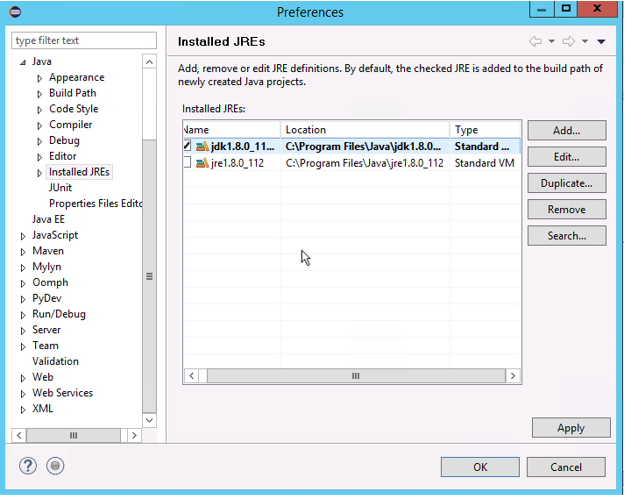 Preferences
type filter text
Java
Appearance
Build Path
Code Style
Compiler
Debug
Editor
Installed JREs
JUnit
Properties Files Edito
Java EE
JavaScript
Maven
Mylyn
Oomph
PyDev
Run/Debug
Server
Team
Validation
Web
Web Services
XML
Installed JREs
Add, remove or edit JRE definitions. By default, the checked JRE is added to the build path of
newly created Java projects.
Installed JREs:
Name Location Type
jdk1.8.0_11... C:\Program Files\Java\jdk1.8.0... Standard ...
jre1.8.0_112 C:\Program Files\Java\jre1.8.0_112 Standard VM
Add...
Edit...
Duplicate...
Remove
Search...
Apply
OK
Cancel